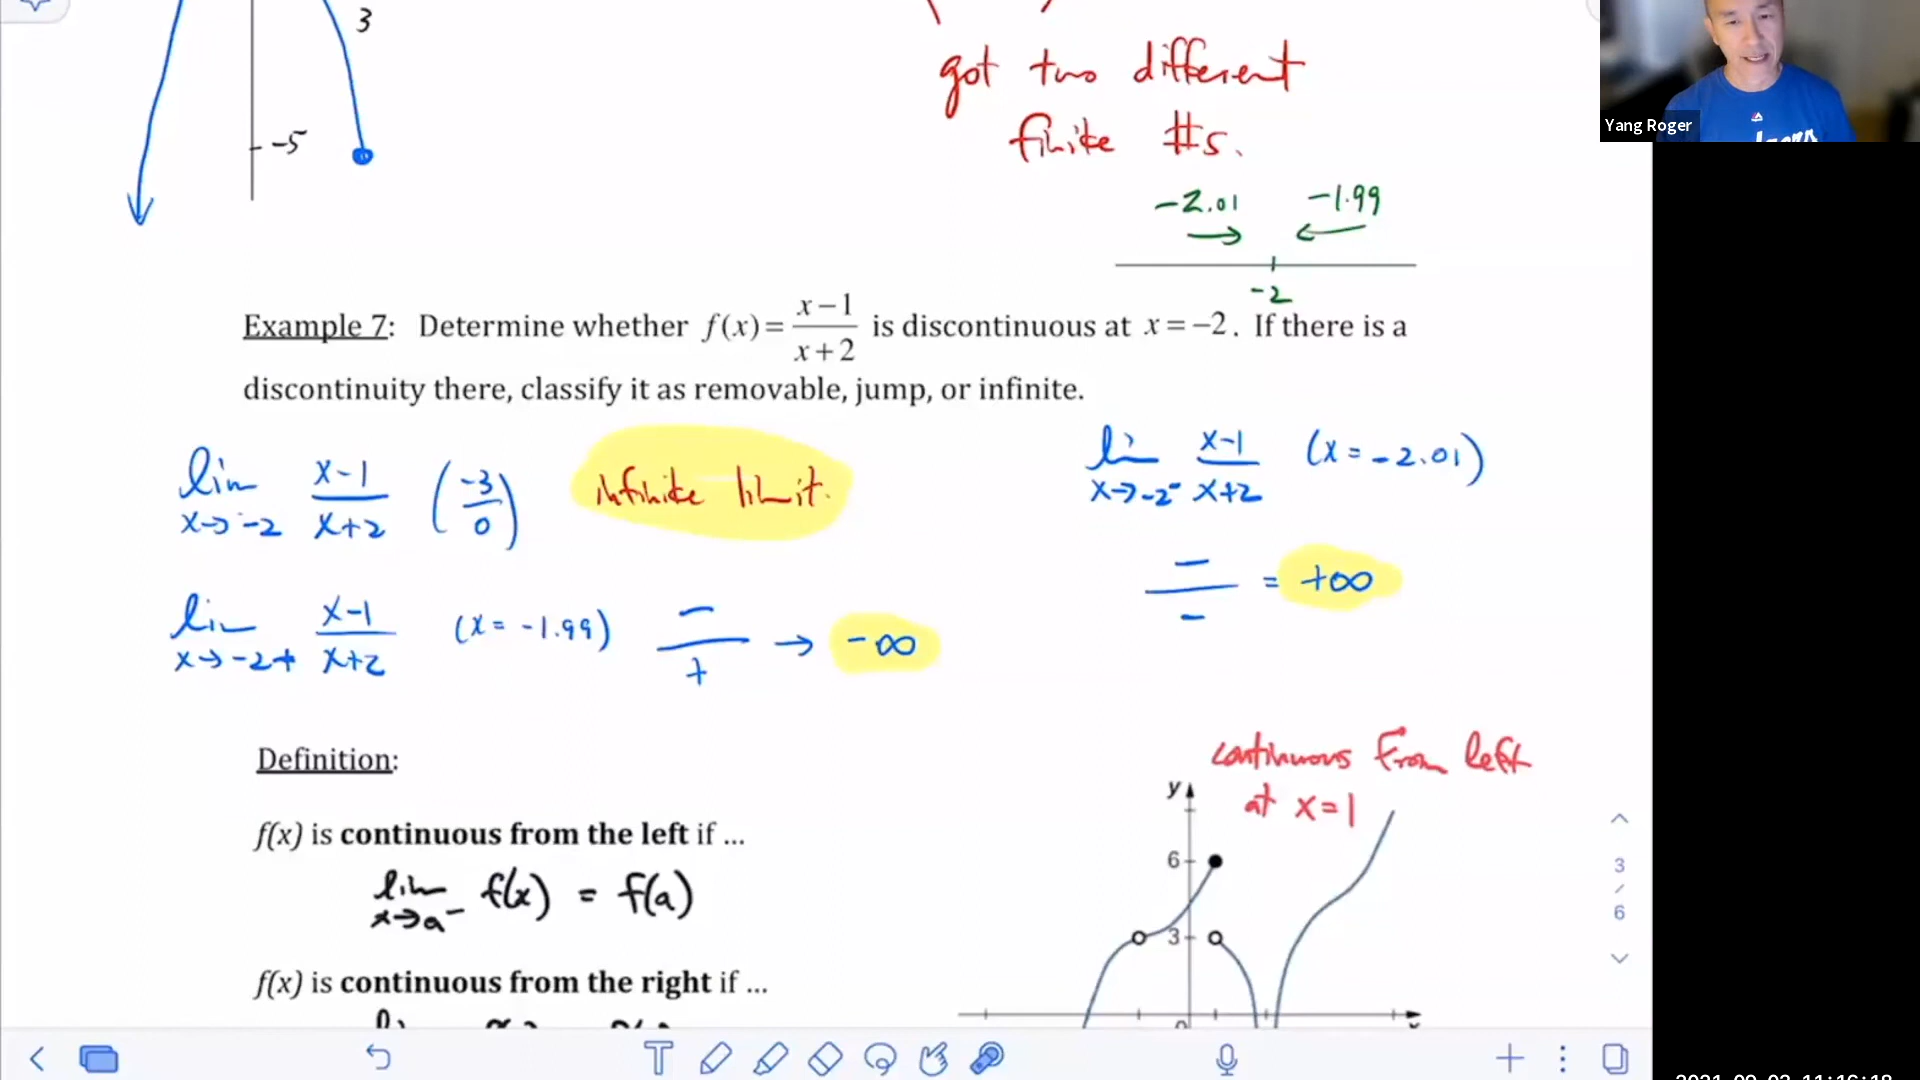 3
-5
got two different
finite #s.
-2.01 -1.99
-2
Yang Roger
Example 7: Determine whether f(x)= x-1 / x+2 is discontinuous at x=-2. If there is a
discontinuity there, classify it as removable, jump, or infinite.
lim x→-2 x-1 / x+2 (-3/0) infinite limit.
lim x→-2⁻ x-1 / x+2 (x=-2.01)
- / - = +∞
lim x→-2+ x-1 / x+2 (x= -1.99) - / + → -∞
Definition:
continuous from left
at x=1
y
6
3
f(x) is continuous from the left if ...
lim x→a⁻ f(x) = f(a)
f(x) is continuous from the right if ...
3
/
6
T